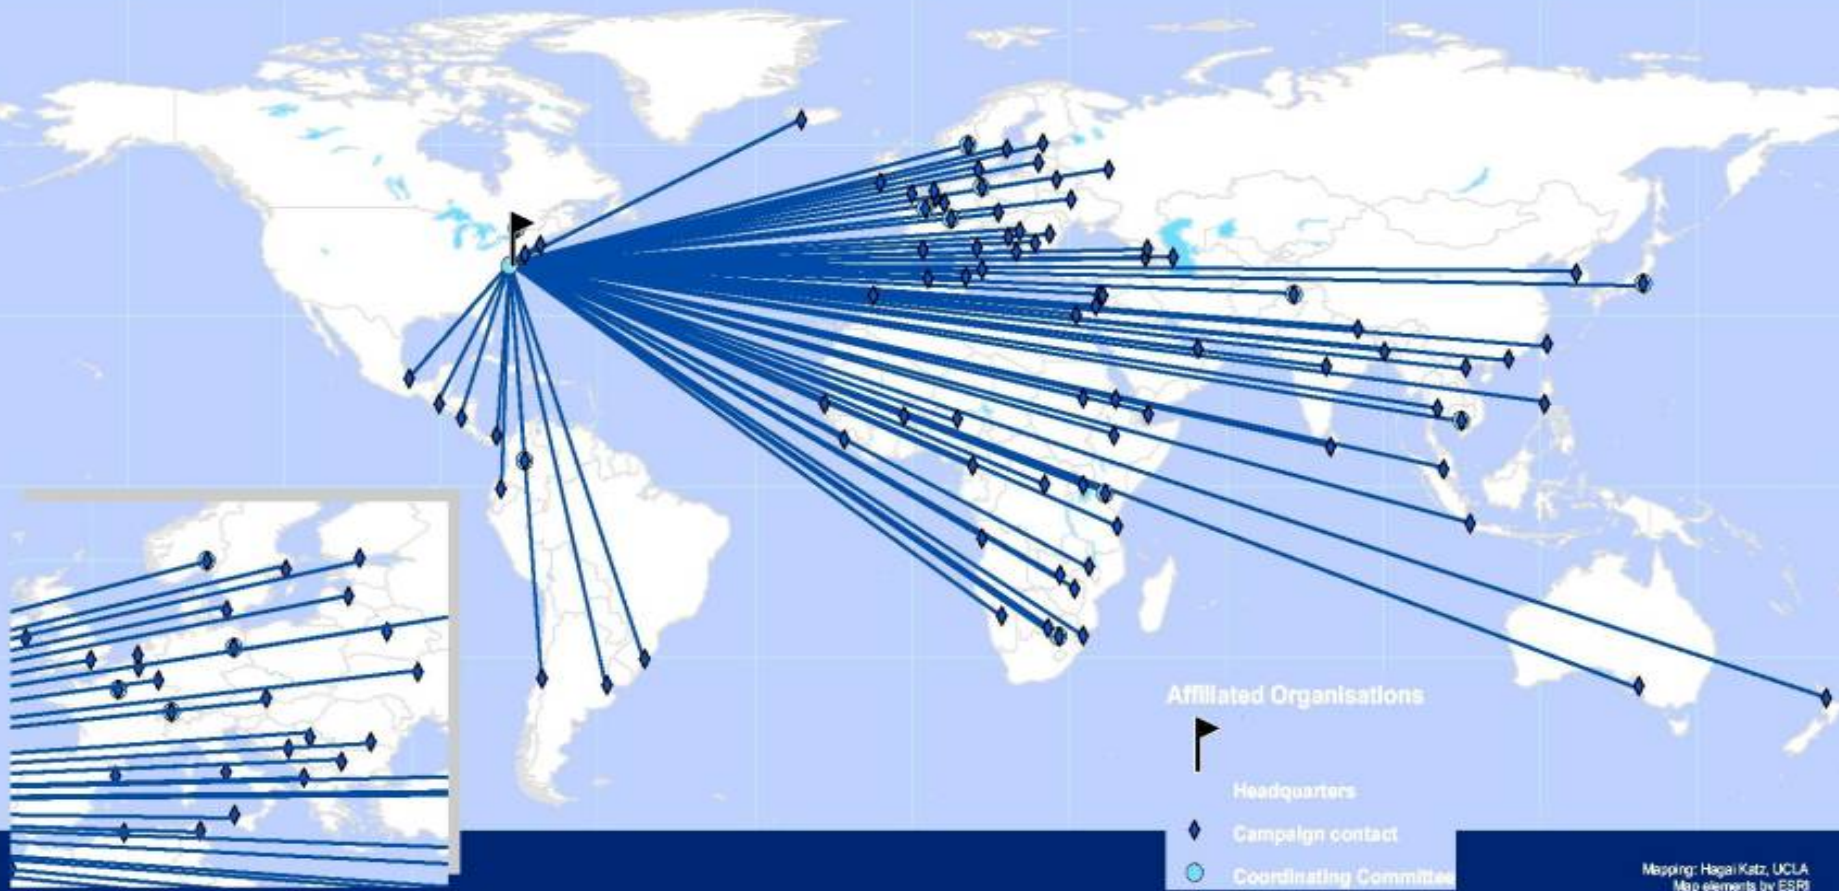 Affiliated Organisations
Headquarters
Campaign contact
Coordinating Committee
Mapping: Hagai Katz, UCLA
Map elements by ESRI